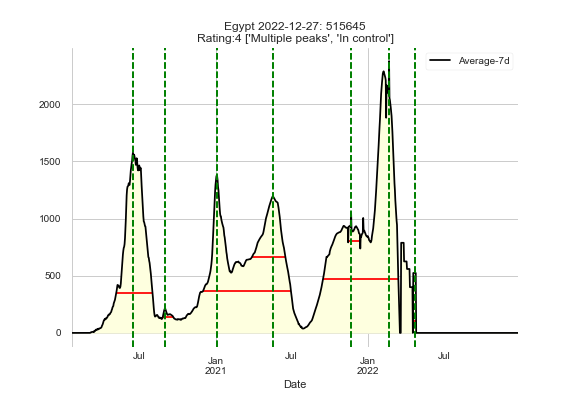 Egypt 2022-12-27: 515645
Rating:4 ['Multiple peaks', 'In control']
Average-7d
2000
1500
1000
500
0
Jul
Jan
2021
Jul
Jan
2022
Jul
Date